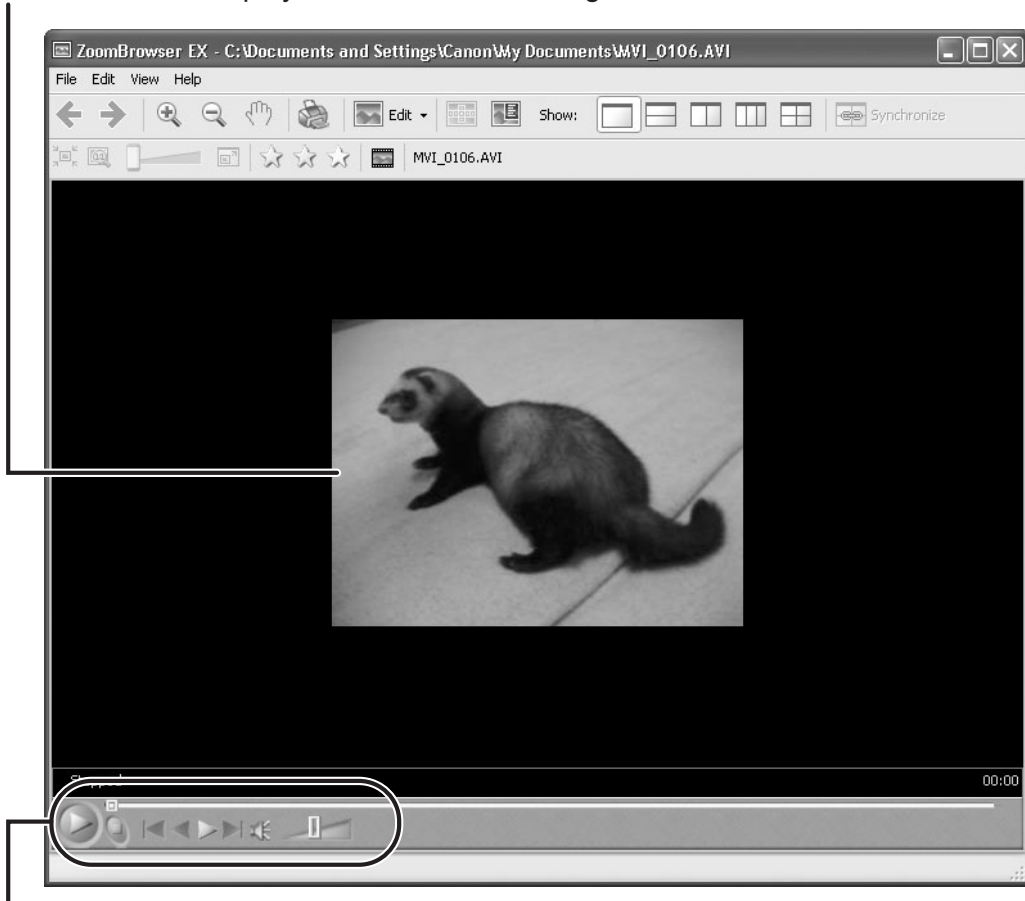 ZoomBrowser EX - C:\Documents and Settings\Canon\My Documents\MVI_0106.AVI
File Edit View Help
Edit Show: Synchronize
MVI_0106.AVI
00:00